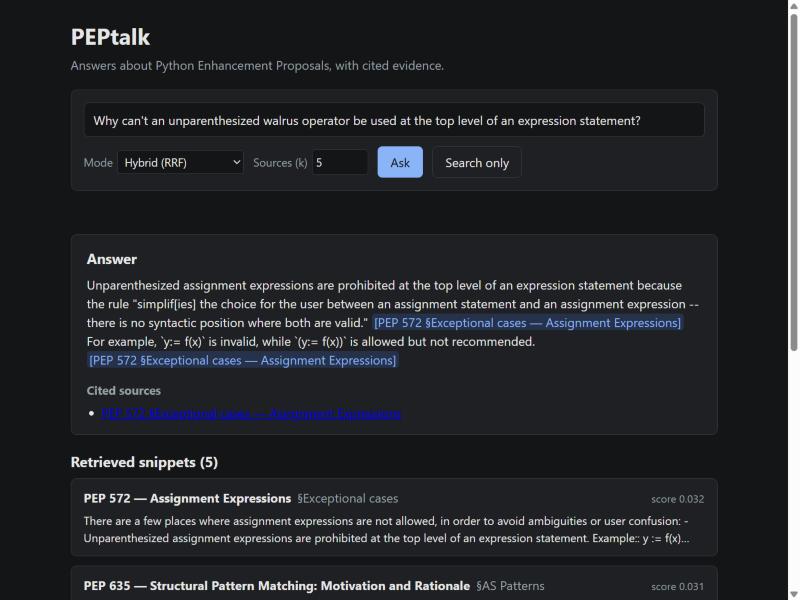 PEPtalk
Answers about Python Enhancement Proposals, with cited evidence.
Why can't an unparenthesized walrus operator be used at the top level of an expression statement?
Mode Hybrid (RRF) Sources (k) 5 Ask Search only
Answer
Unparenthesized assignment expressions are prohibited at the top level of an expression statement because
the rule "simplif[ies] the choice for the user between an assignment statement and an assignment expression --
there is no syntactic position where both are valid." [PEP 572 §Exceptional cases — Assignment Expressions]
For example, `y:= f(x)` is invalid, while `(y:= f(x))` is allowed but not recommended.
[PEP 572 §Exceptional cases — Assignment Expressions]
Cited sources
PEP 572 §Exceptional cases — Assignment Expressions
Retrieved snippets (5)
PEP 572 — Assignment Expressions §Exceptional cases score 0.032
There are a few places where assignment expressions are not allowed, in order to avoid ambiguities or user confusion: -
Unparenthesized assignment expressions are prohibited at the top level of an expression statement. Example:: y := f(x)...
PEP 635 — Structural Pattern Matching: Motivation and Rationale §AS Patterns score 0.031